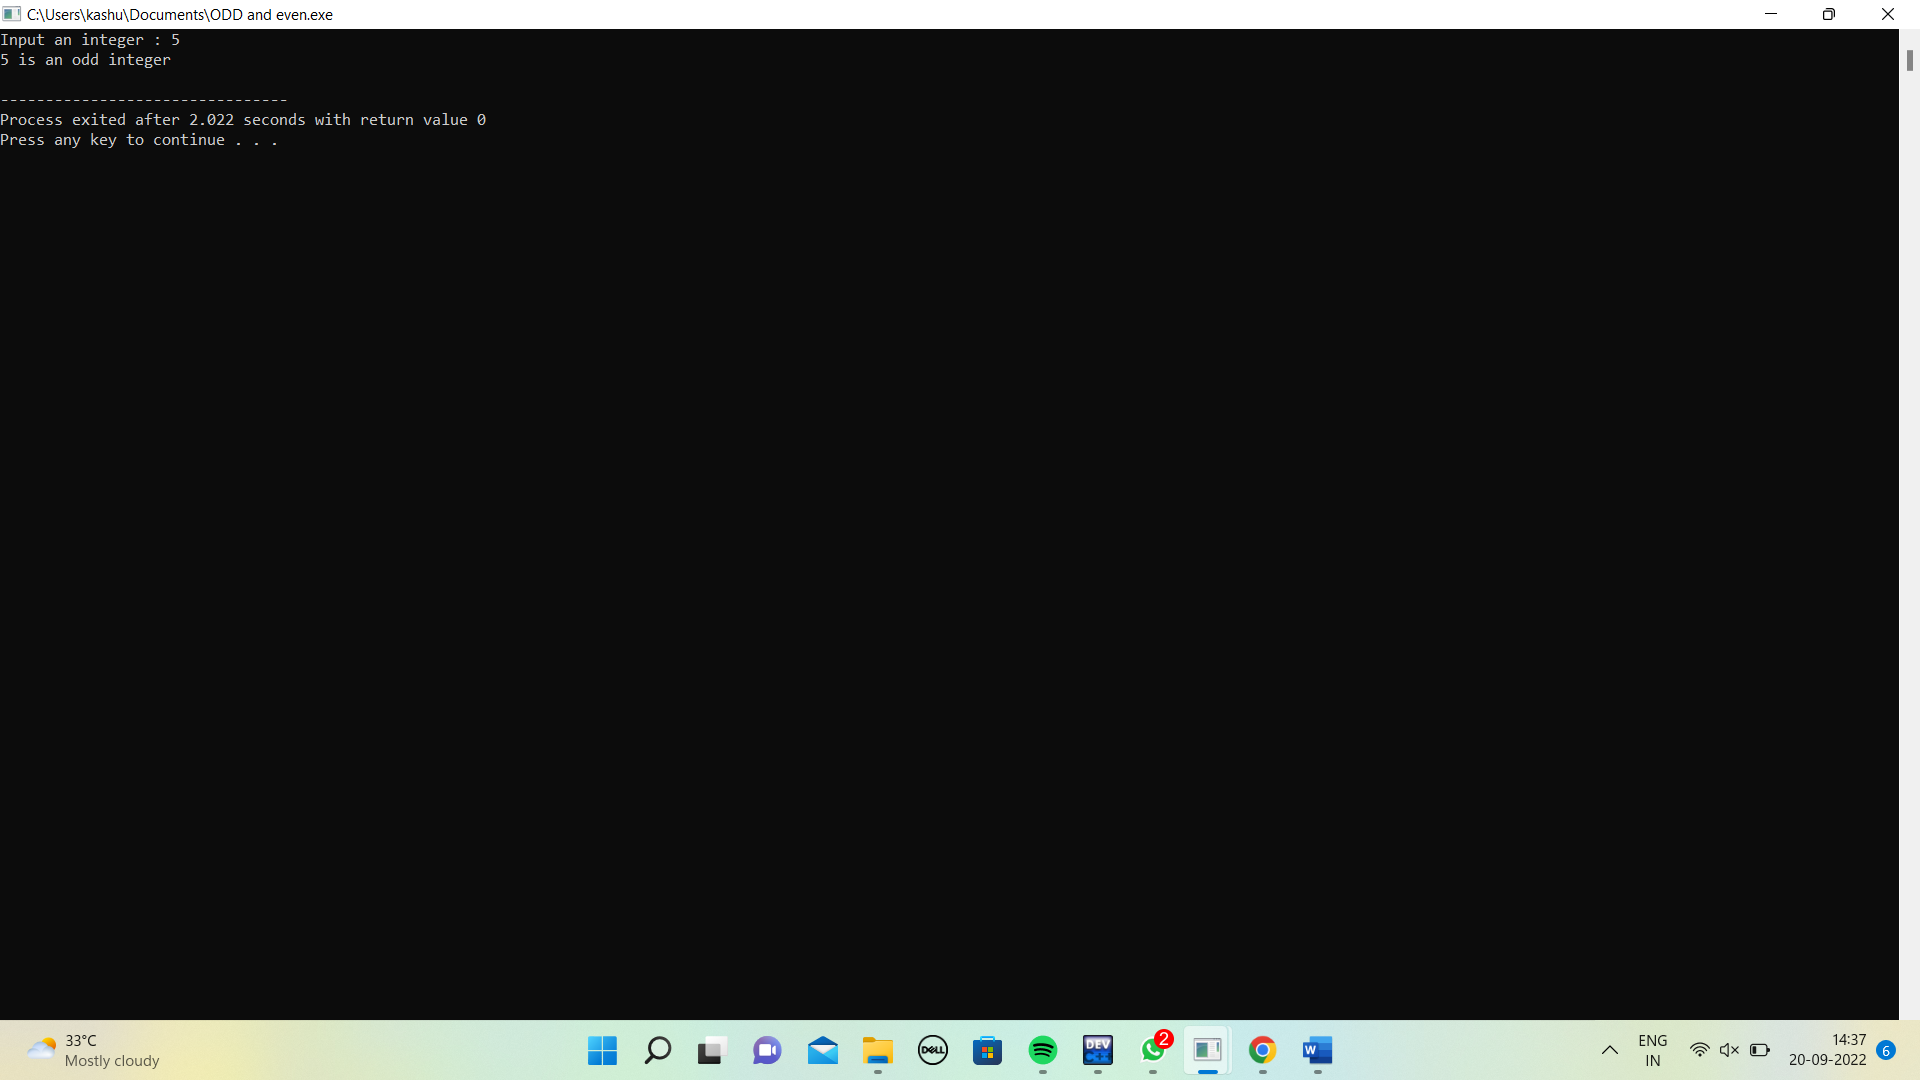 C:\Users\kashu\Documents\ODD and even.exe
Input an integer : 5
5 is an odd integer
--------------------------------
Process exited after 2.022 seconds with return value 0
Press any key to continue . . .
33°C
Mostly cloudy
DELL
DEV
C++
2
W
ENG
IN
14:37
20-09-2022
6